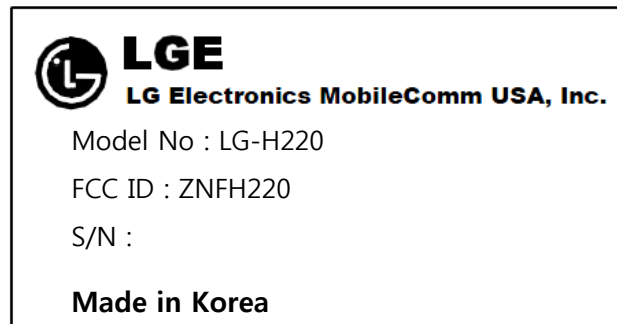 LGE
LG Electronics MobileComm USA, Inc.
Model No : LG-H220
FCC ID : ZNFH220
S/N :
Made in Korea